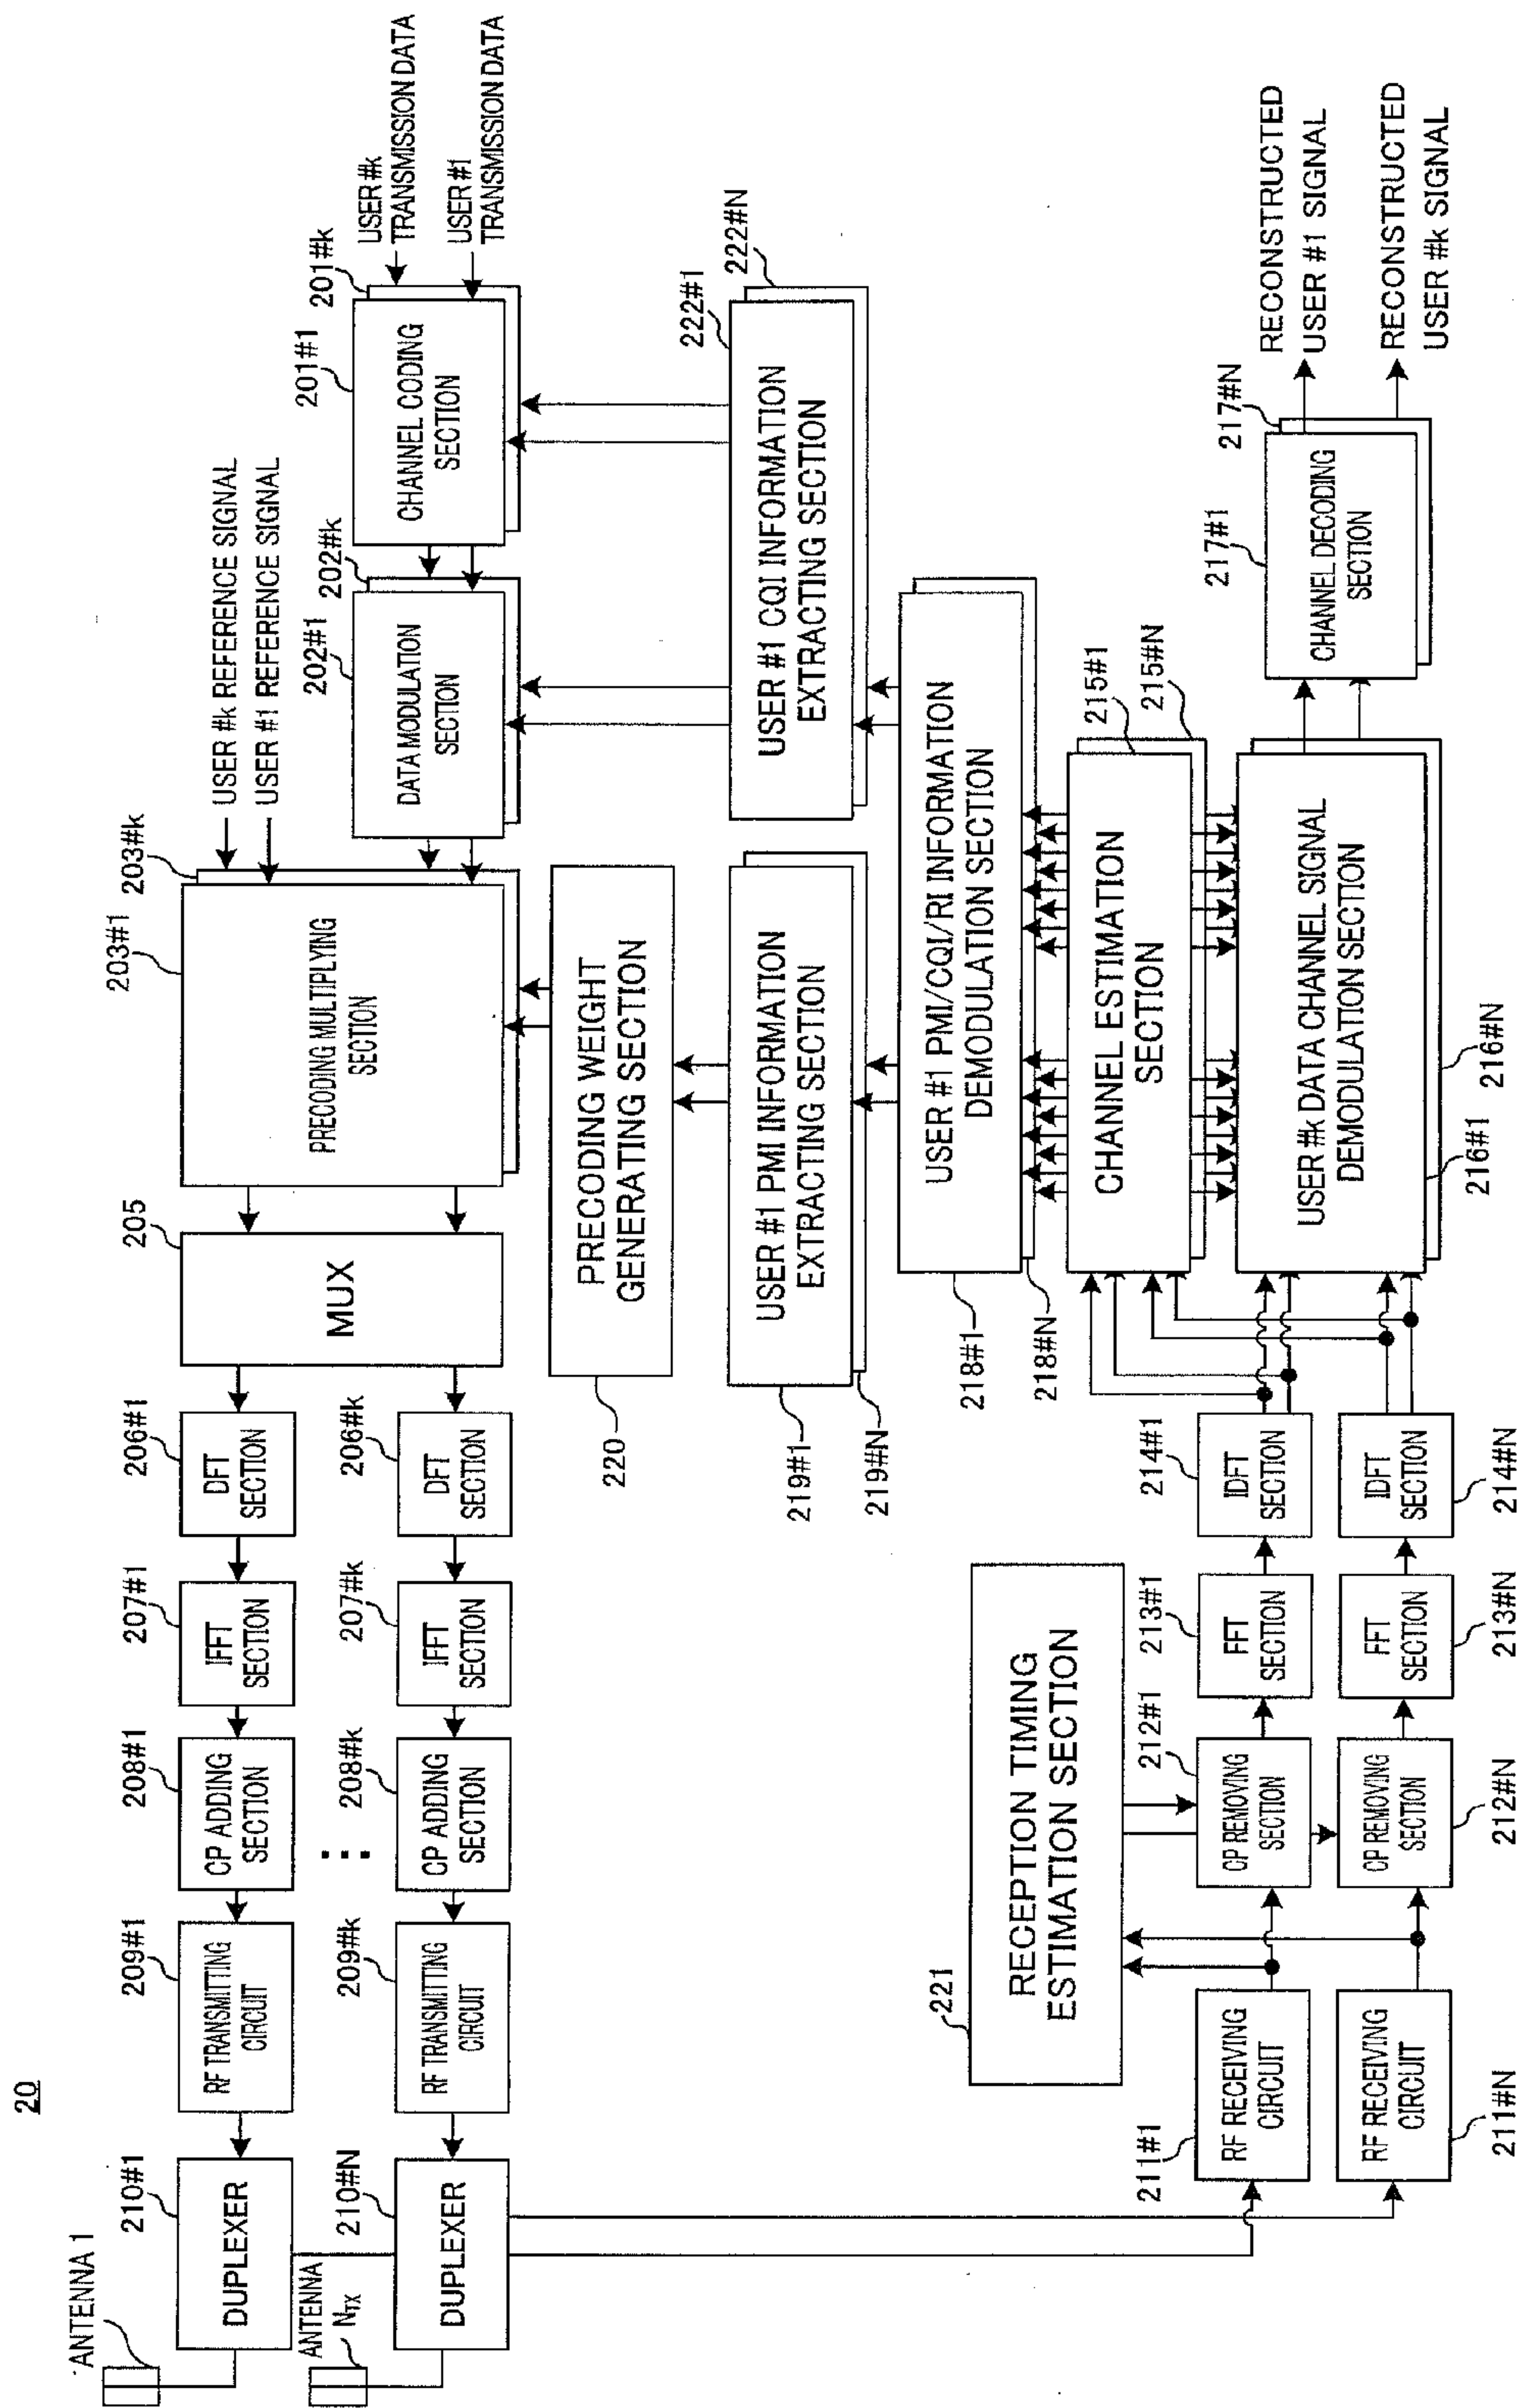 20
ANTENNA 1
210#1
DUPLEXER
209#1
RF TRANSMITTING
CIRCUIT
208#1
CP ADDING
SECTION
207#1
IFFT
SECTION
206#1
DFT
SECTION
205
MUX
203#1
203#k
PRECODING MULTIPLYING
SECTION
USER #k REFERENCE SIGNAL
USER #1 REFERENCE SIGNAL
202#1
202#k
DATA MODULATION
SECTION
201#1
201#k
CHANNEL CODING
SECTION
USER #k
TRANSMISSION DATA
USER #1
TRANSMISSION DATA
ANTENNA
NTX
210#N
DUPLEXER
209#k
RF TRANSMITTING
CIRCUIT
208#k
CP ADDING
SECTION
207#k
IFFT
SECTION
206#k
DFT
SECTION
220
PRECODING WEIGHT
GENERATING SECTION
219#1
219#N
USER #1 PMI INFORMATION
EXTRACTING SECTION
222#1
222#N
USER #1 CQI INFORMATION
EXTRACTING SECTION
218#1
218#N
USER #1 PMI/CQI/RI INFORMATION
DEMODULATION SECTION
215#1
215#N
CHANNEL ESTIMATION
SECTION
221
RECEPTION TIMING
ESTIMATION SECTION
211#1
RF RECEIVING
CIRCUIT
212#1
CP REMOVING
SECTION
213#1
FFT
SECTION
214#1
IDFT
SECTION
USER #k DATA CHANNEL SIGNAL
DEMODULATION SECTION
216#1
216#N
217#1
217#N
CHANNEL DECODING
SECTION
RECONSTRUCTED
USER #1 SIGNAL
RECONSTRUCTED
USER #k SIGNAL
RF RECEIVING
CIRCUIT
211#N
CP REMOVING
SECTION
212#N
FFT
SECTION
213#N
IDFT
SECTION
214#N